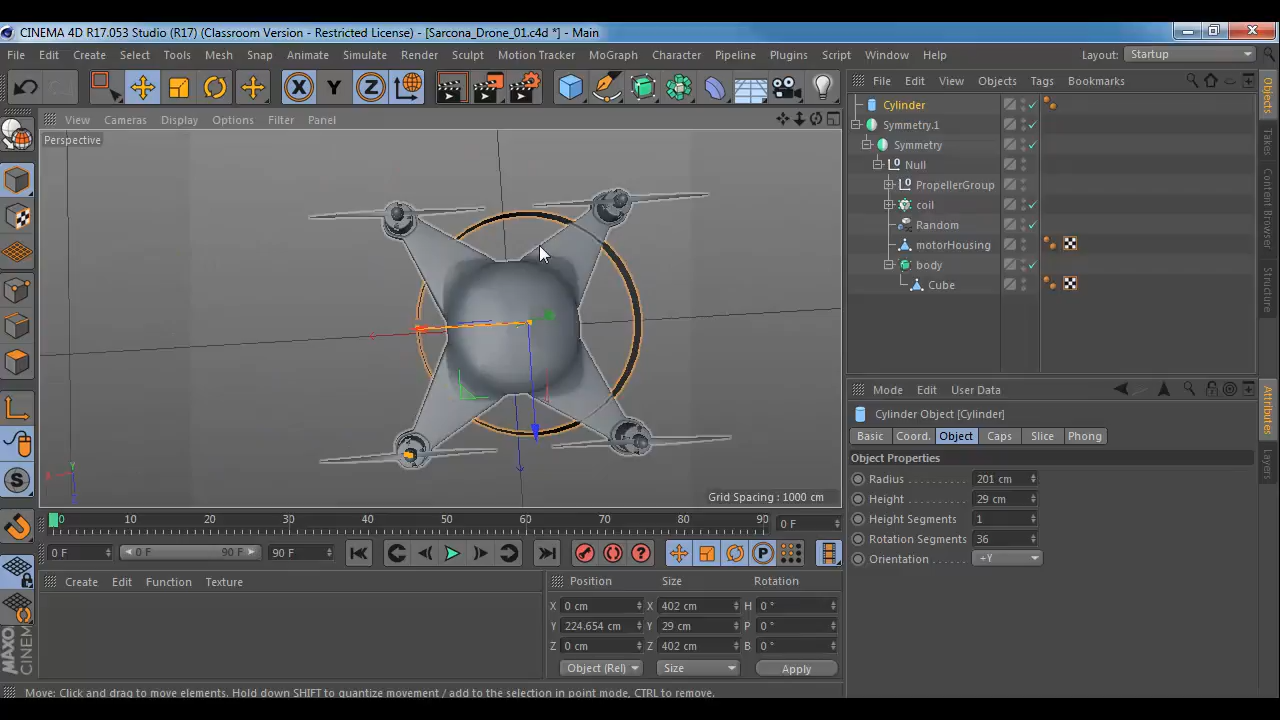 CINEMA 4D R17.053 Studio (R17) (Classroom Version - Restricted License) - [Sarcona_Drone_01.c4d *] - Main
File Edit Create Select Tools Mesh Snap Animate Simulate Render Sculpt Motion Tracker MoGraph Character Pipeline Plugins Script Window Help Layout: Startup
X Y Z
File Edit View Objects Tags Bookmarks
View Cameras Display Options Filter Panel
Perspective
Cylinder
Symmetry.1
Symmetry
Null
PropellerGroup
coil
Random
motorHousing
body
Cube
Objects
Takes
Content Browser
Structure
Mode Edit User Data
Cylinder Object [Cylinder]
Basic Coord. Object Caps Slice Phong
Object Properties
Radius 201 cm
Height 29 cm
Height Segments 1
Rotation Segments 36
Orientation +Y
Attributes
Layers
Grid Spacing : 1000 cm
0 10 20 30 40 50 60 70 80 90 0 F
0 F 0 F 90 F 90 F
Create Edit Function Texture
Position Size Rotation
X 0 cm X 402 cm H 0 °
Y 224.654 cm Y 29 cm P 0 °
Z 0 cm Z 402 cm B 0 °
Object (Rel) Size Apply
MAXON CINEMA 4D
Move: Click and drag to move elements. Hold down SHIFT to quantize movement / add to the selection in point mode, CTRL to remove.